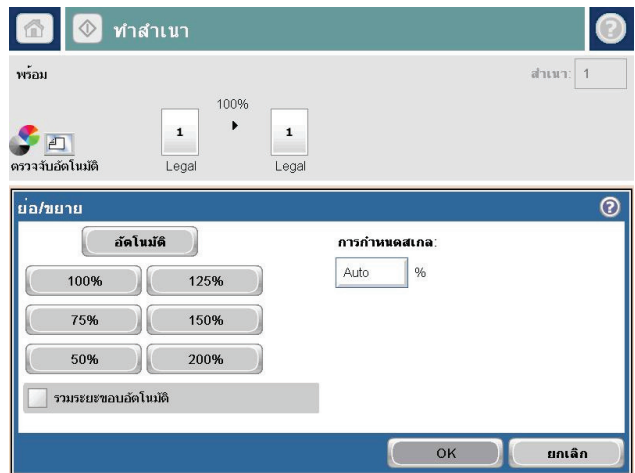 ทำสำเนา
?
พร้อม
สำเนา: 1
100%
1 1
ตรวจจับอัตโนมัติ Legal Legal
ย่อ/ขยาย ?
อัตโนมัติ
การกำหนดสเกล:
100% 125%
Auto %
75% 150%
50% 200%
รวมระยะขอบอัตโนมัติ
OK ยกเลิก